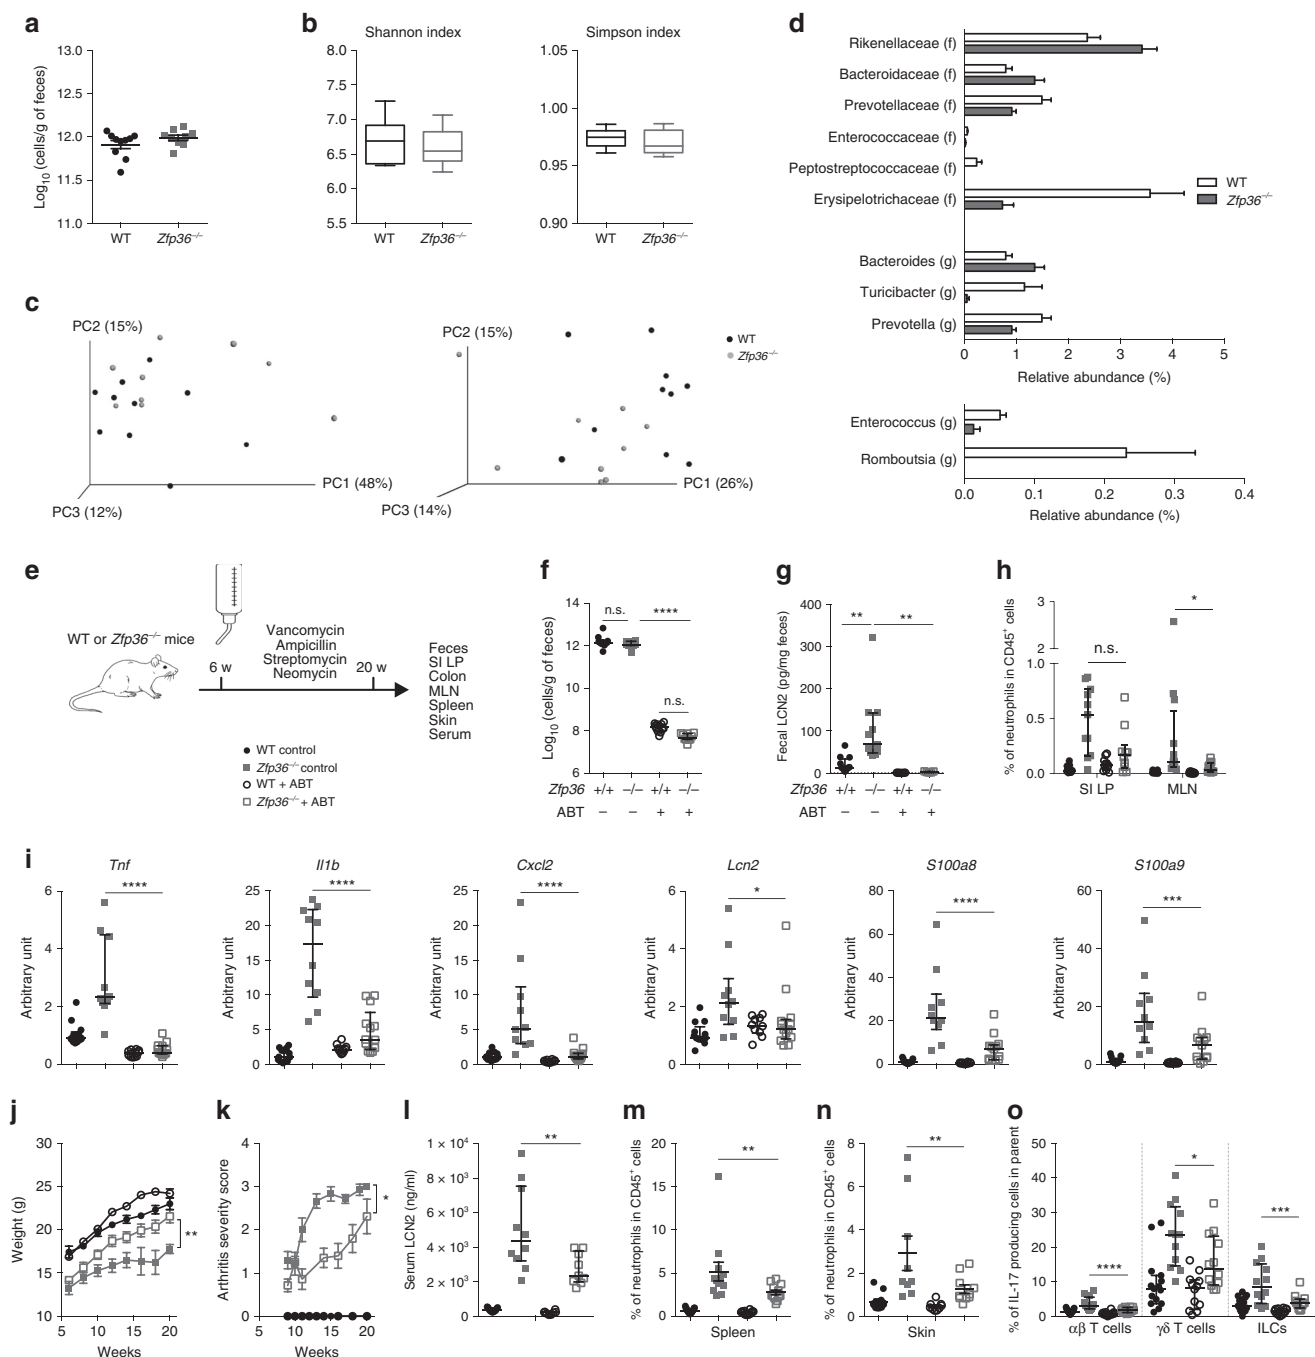 a
Log10 (cells/g of feces)
13.0
12.5
12.0
11.5
11.0
WT
Zfp36–/–
b
Shannon index
8.0
7.5
7.0
6.5
6.0
5.5
WT
Zfp36–/–
Simpson index
1.05
1.00
0.95
0.90
WT
Zfp36–/–
c
PC2 (15%)
PC1 (48%)
PC3 (12%)
PC2 (15%)
PC1 (26%)
PC3 (14%)
WT
Zfp36–/–
d
Rikenellaceae (f)
Bacteroidaceae (f)
Prevotellaceae (f)
Enterococcaceae (f)
Peptostreptococcaceae (f)
Erysipelotrichaceae (f)
Bacteroides (g)
Turicibacter (g)
Prevotella (g)
0 1 2 3 4 5
Relative abundance (%)
WT
Zfp36–/–
Enterococcus (g)
Romboutsia (g)
0.0 0.1 0.2 0.3 0.4
Relative abundance (%)
e
WT or Zfp36–/– mice
6 w
Vancomycin
Ampicillin
Streptomycin
Neomycin
20 w
Feces
SI LP
Colon
MLN
Spleen
Skin
Serum
WT control
Zfp36–/– control
WT + ABT
Zfp36–/– + ABT
f
Log10 (cells/g of feces)
14
12
10
8
6
n.s.
****
n.s.
Zfp36 +/+ –/– +/+ –/–
ABT – – + +
g
Fecal LCN2 (pg/mg feces)
400
300
200
100
0
**
**
Zfp36 +/+ –/– +/+ –/–
ABT – – + +
h
% of neutrophils in CD45+ cells
3
2
1.0
0.5
0.0
n.s.
*
SI LP
MLN
i
Tnf
Arbitrary unit
6
4
2
0
****
Il1b
Arbitrary unit
25
20
15
10
5
0
****
Cxcl2
Arbitrary unit
25
20
15
10
5
0
****
Lcn2
Arbitrary unit
6
4
2
0
*
S100a8
Arbitrary unit
80
60
40
20
0
****
S100a9
Arbitrary unit
60
40
20
0
***
j
Weight (g)
30
25
20
15
10
5 10 15 20
Weeks
**
k
Arthritis severity score
4
3
2
1
0
5 10 15 20
Weeks
*
l
Serum LCN2 (ng/ml)
1 × 10⁴
8 × 10³
6 × 10³
4 × 10³
2 × 10³
0
**
m
% of neutrophils in CD45+ cells
20
15
10
5
0
**
Spleen
n
% of neutrophils in CD45+ cells
8
6
4
2
0
**
Skin
o
% of IL-17 producing cells in parent
50
40
30
20
10
0
****
*
***
αβ T cells
γδ T cells
ILCs